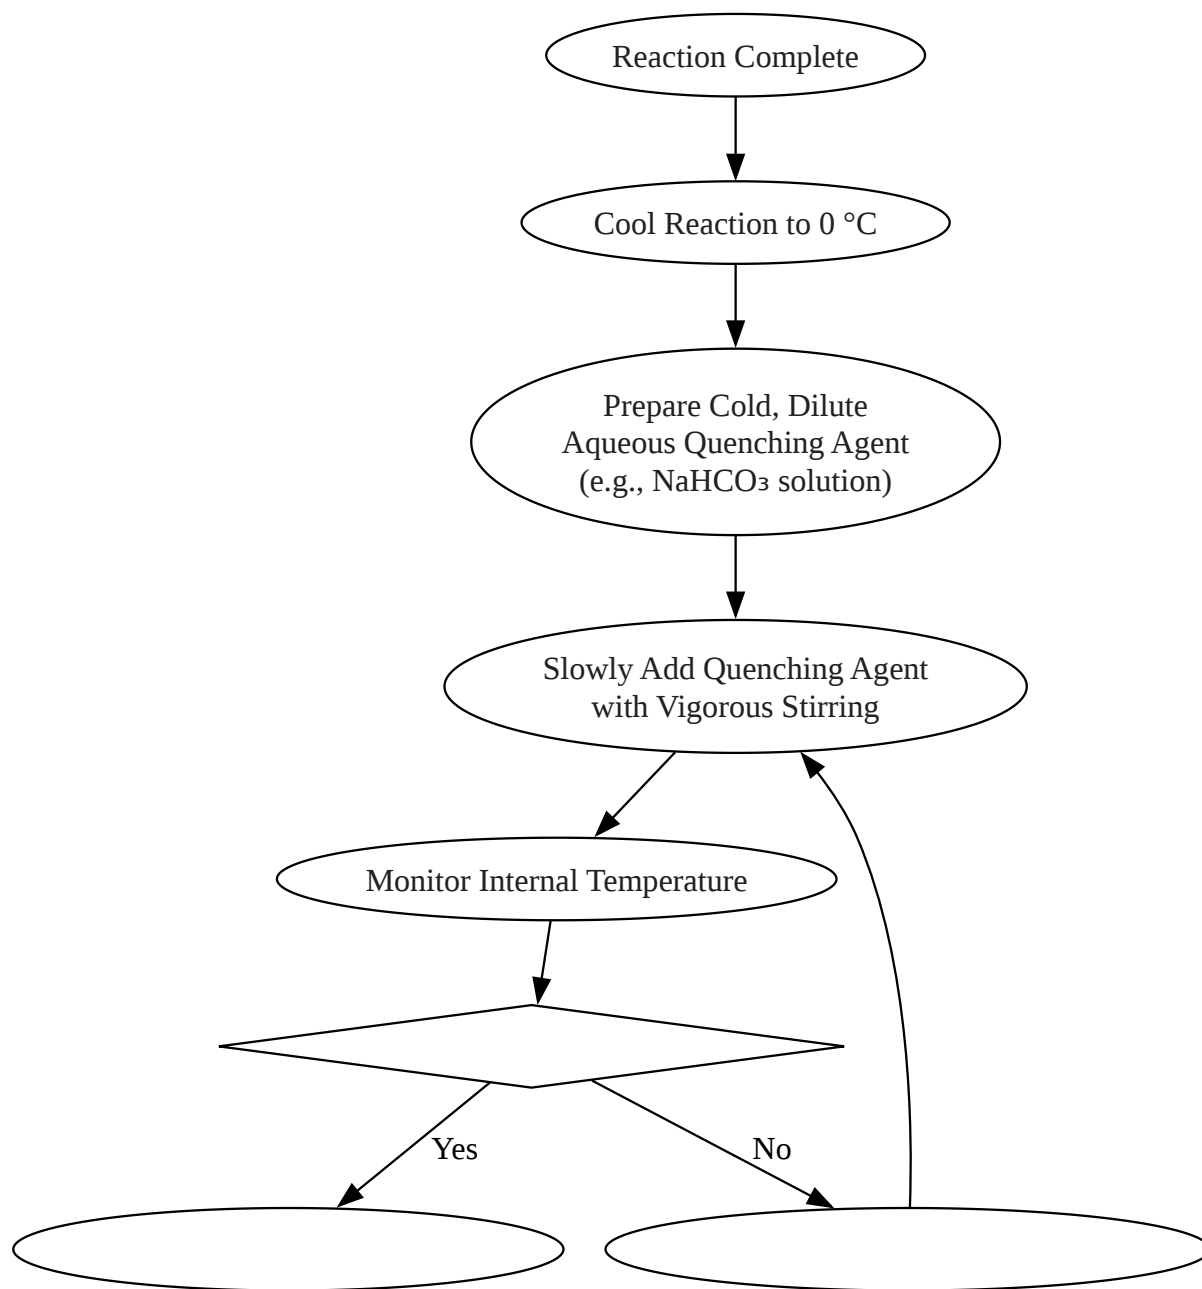 Reaction Complete
Cool Reaction to 0 °C
Prepare Cold, Dilute
Aqueous Quenching Agent
(e.g., NaHCO₃ solution)
Slowly Add Quenching Agent
with Vigorous Stirring
Monitor Internal Temperature
Yes
No